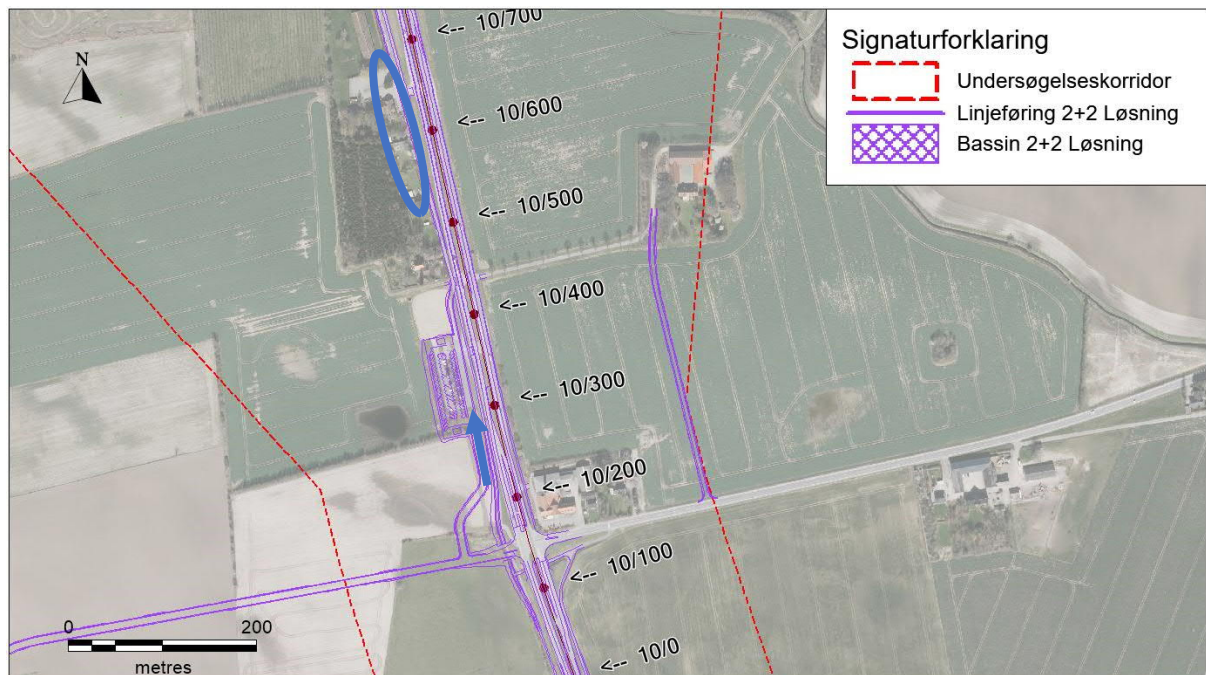 <-- 10/700
N
<-- 10/600
<-- 10/500
<-- 10/400
<-- 10/300
<-- 10/200
<-- 10/100
<-- 10/0
0 200
metres
Signaturforklaring
Undersøgelseskorridor
Linjeføring 2+2 Løsning
Bassin 2+2 Løsning